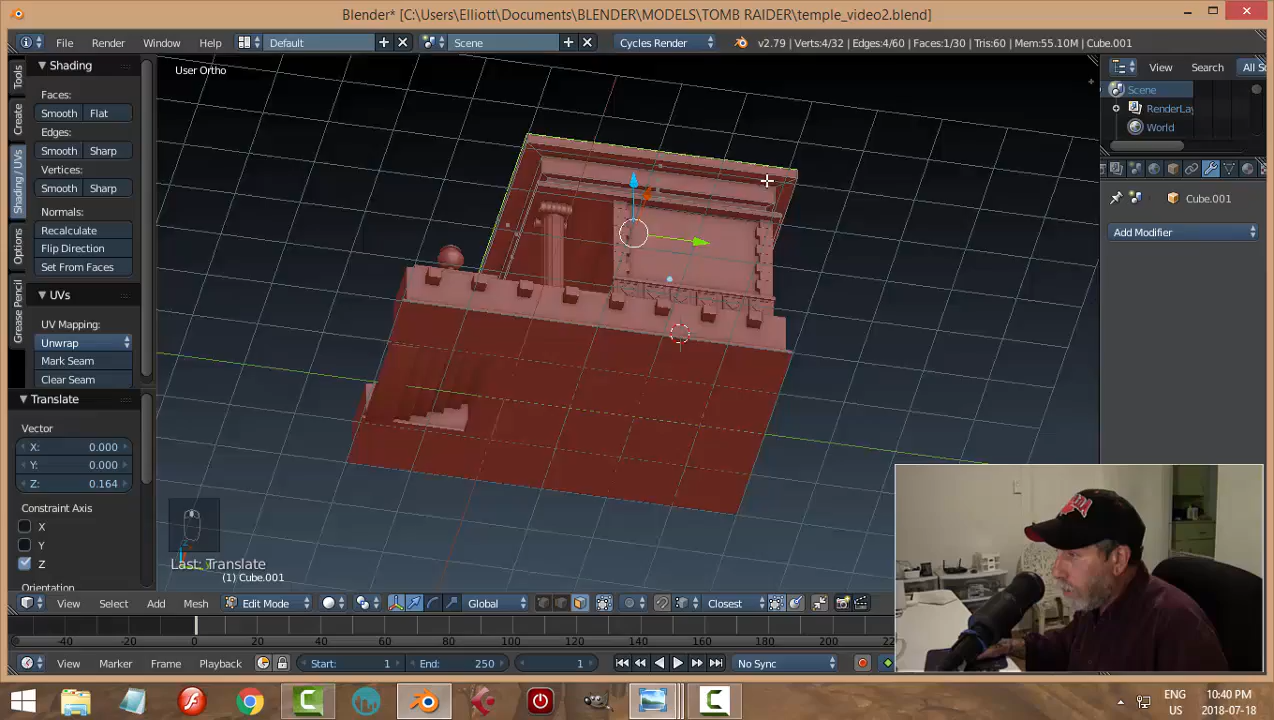 Blender* [C:\Users\Elliott\Documents\BLENDER\MODELS\TOMB RAIDER\temple_video2.blend]
File Render Window Help Default Scene Cycles Render v2.79 | Verts:4/32 | Edges:4/60 | Faces:1/30 | Tris:60 | Mem:55.10M | Cube.001
View Search All S
Tools
Create
Shading / UVs
Options
Grease Pencil
Shading
Faces:
Smooth Flat
Edges:
Smooth Sharp
Vertices:
Smooth Sharp
Normals:
Recalculate
Flip Direction
Set From Faces
UVs
UV Mapping:
Unwrap
Mark Seam
Clear Seam
Translate
Vector
X: 0.000
Y: 0.000
Z: 0.164
Constraint Axis
X
Y
Z
Orientation
User Ortho
Last: Translate
(1) Cube.001
Scene
RenderLay
World
Cube.001
Add Modifier
View Select Add Mesh Edit Mode Global Closest
-40 -20 0 20 40 60 80 100 120 140 160 180 200
View Marker Frame Playback Start: 1 End: 250 1 No Sync
ENG
US
10:40 PM
2018-07-18